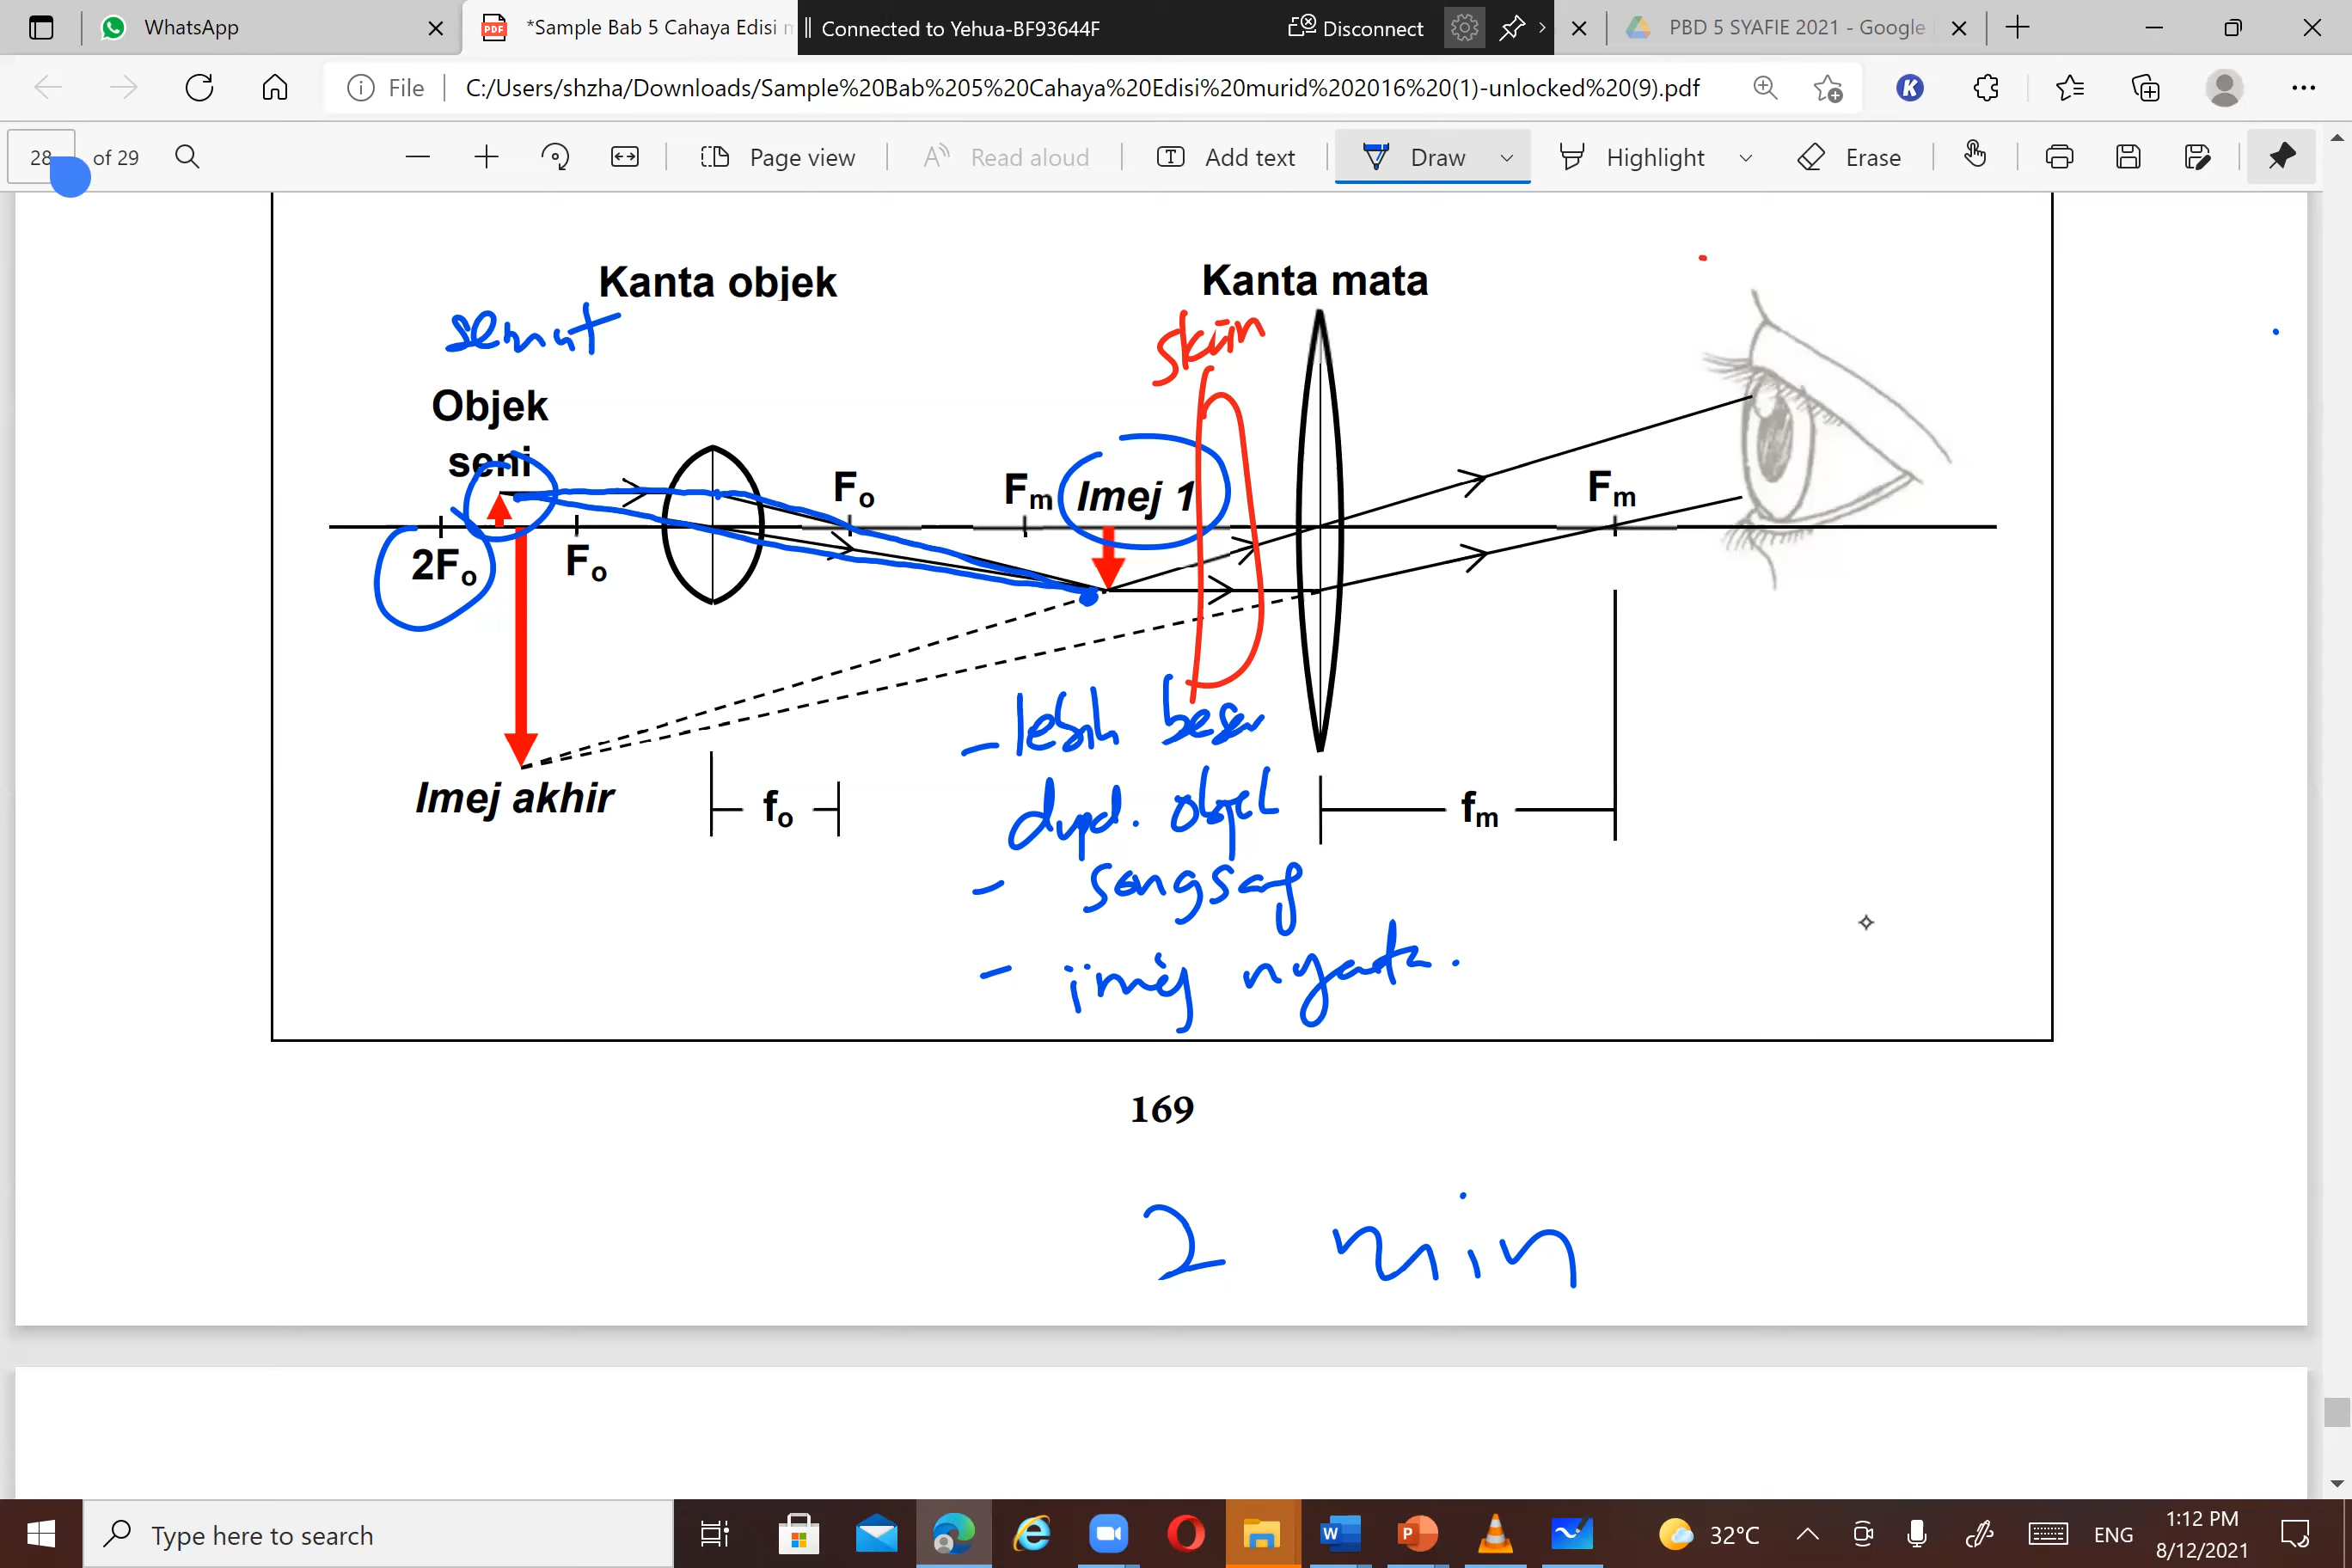 WhatsApp
*Sample Bab 5 Cahaya Edisi m
Connected to Yehua-BF93644F
Disconnect
PBD 5 SYAFIE 2021 - Google
File
C:/Users/shzha/Downloads/Sample%20Bab%205%20Cahaya%20Edisi%20murid%202016%20(1)-unlocked%20(9).pdf
28 of 29
Page view
Read aloud
Add text
Draw
Highlight
Erase
Kanta objek
Kanta mata
semut
skrin
Objek
seni
Fo
Fm
Imej 1
Fm
2Fo
Fo
Imej akhir
fo
fm
- lebih besar
dvpd. objek
- songsang
- imej nyata.
169
2 min
Type here to search
32°C
ENG
1:12 PM
8/12/2021